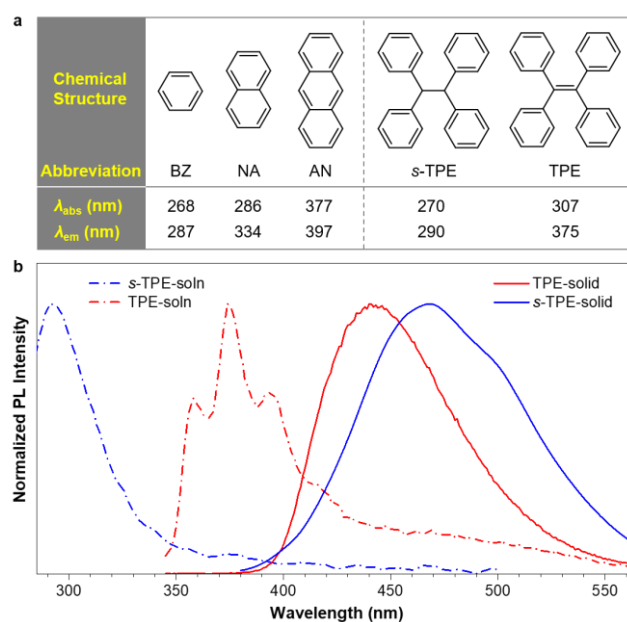 a
Chemical
Structure
Abbreviation BZ NA AN s-TPE TPE
λabs (nm) 268 286 377 270 307
λem (nm) 287 334 397 290 375
b
s-TPE-soln TPE-solid
TPE-soln s-TPE-solid
Normalized PL Intensity
300 350 400 450 500 550
Wavelength (nm)